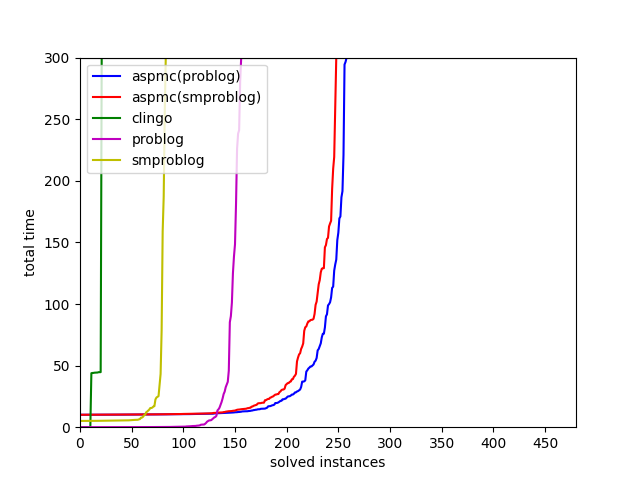 300
250
200
150
100
50
0
total time
aspmc(problog)
aspmc(smproblog)
clingo
problog
smproblog
0 50 100 150 200 250 300 350 400 450
solved instances